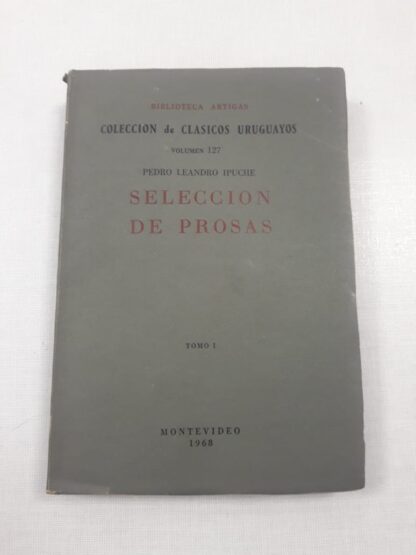 BIBLIOTECA ARTIGAS
COLECCION de CLASICOS URUGUAYOS
VOLUMEN 127
PEDRO LEANDRO IPUCHE
SELECCION
DE PROSAS
TOMO I
MONTEVIDEO
1968